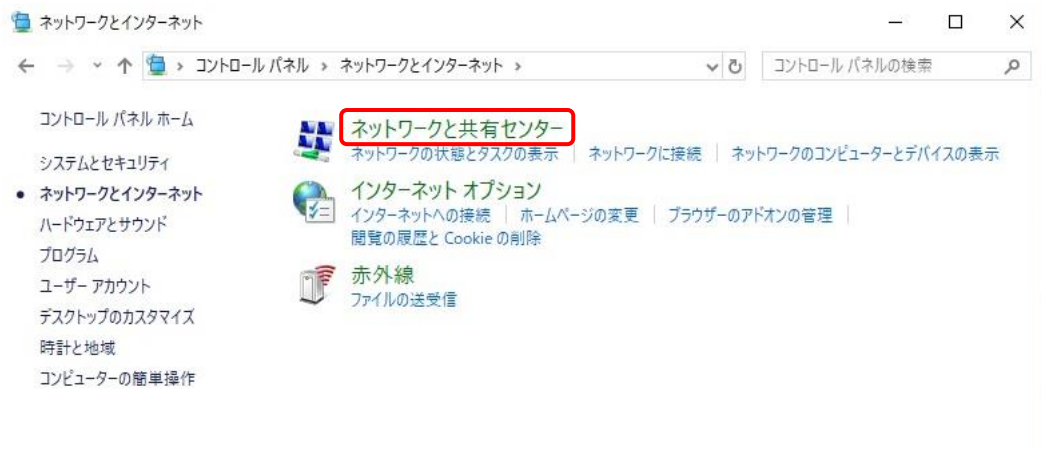 ネットワークとインターネット
コントロール パネル › ネットワークとインターネット ›
コントロール パネルの検索
コントロール パネル ホーム
システムとセキュリティ
ネットワークとインターネット
ハードウェアとサウンド
プログラム
ユーザー アカウント
デスクトップのカスタマイズ
時計と地域
コンピューターの簡単操作
ネットワークと共有センター
ネットワークの状態とタスクの表示 | ネットワークに接続 | ネットワークのコンピューターとデバイスの表示
インターネット オプション
インターネットへの接続 | ホームページの変更 | ブラウザーのアドオンの管理 |
閲覧の履歴と Cookie の削除
赤外線
ファイルの送受信